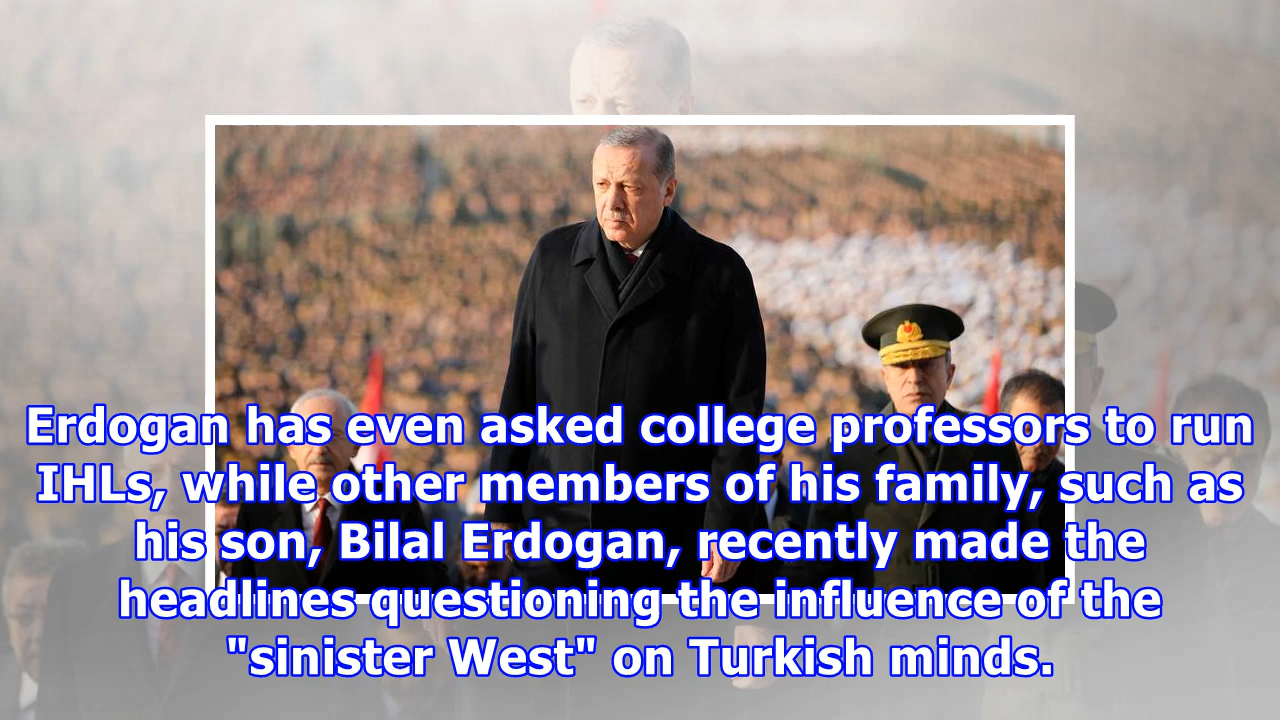 Erdogan has even asked college professors to run
IHLs, while other members of his family, such as
his son, Bilal Erdogan, recently made the
headlines questioning the influence of the
"sinister West" on Turkish minds.